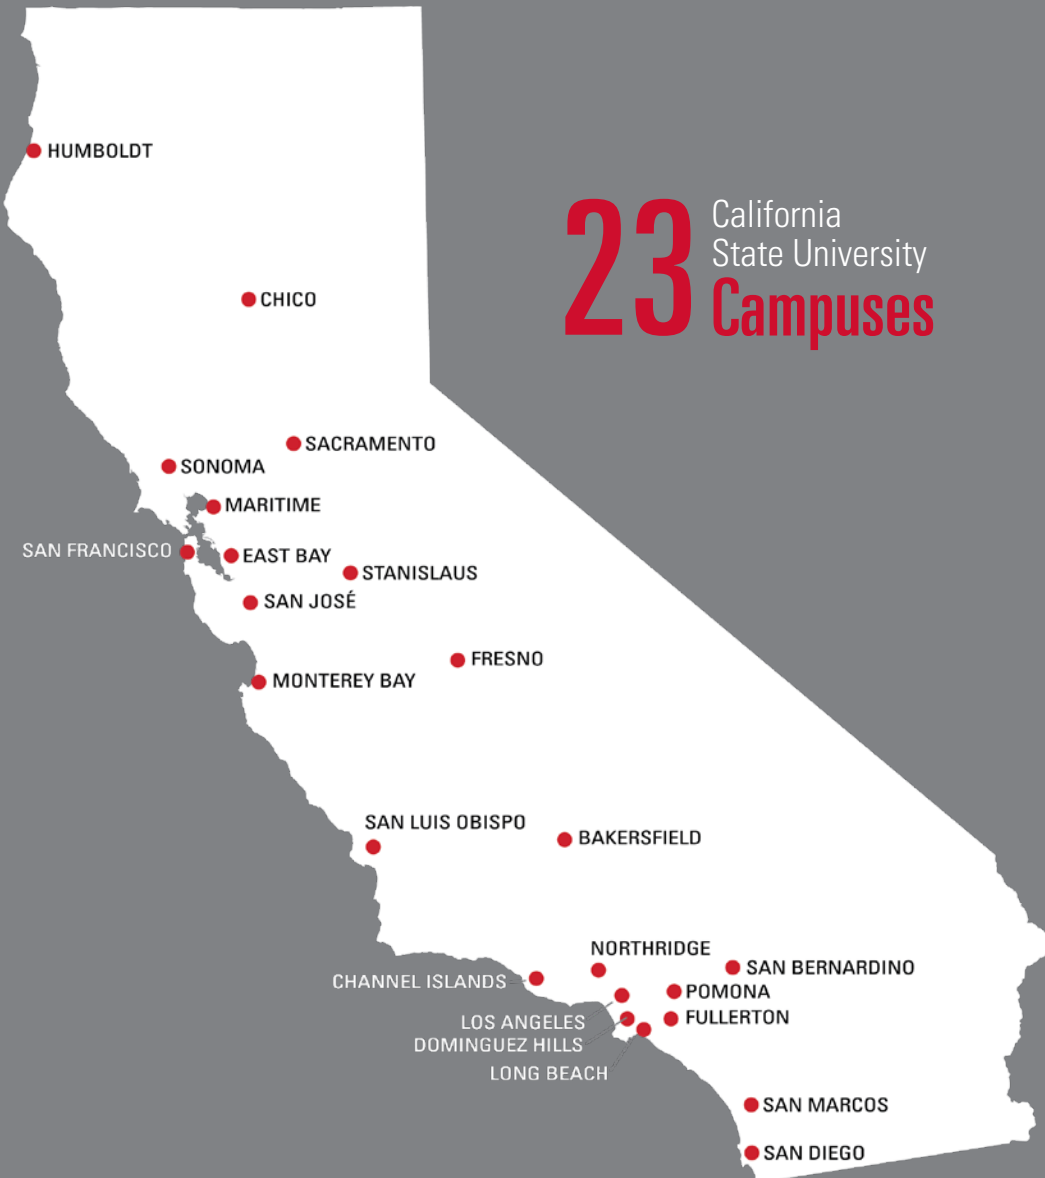 HUMBOLDT
23
California
State University
Campuses
CHICO
SACRAMENTO
SONOMA
MARITIME
SAN FRANCISCO
EAST BAY
STANISLAUS
SAN JOSÉ
FRESNO
MONTEREY BAY
SAN LUIS OBISPO
BAKERSFIELD
NORTHRIDGE
SAN BERNARDINO
CHANNEL ISLANDS
POMONA
LOS ANGELES
FULLERTON
DOMINGUEZ HILLS
LONG BEACH
SAN MARCOS
SAN DIEGO